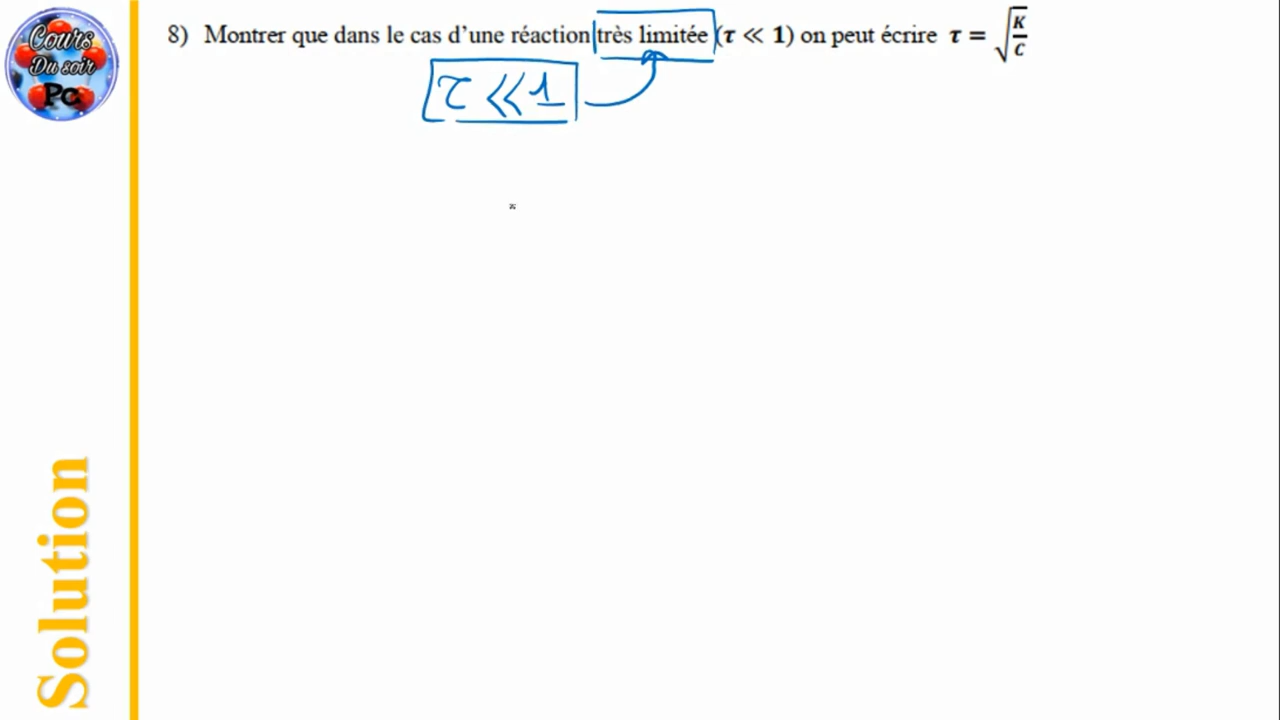 Cours
Du soir
Pc
8) Montrer que dans le cas d’une réaction très limitée (τ ≪ 1) on peut écrire τ = √(K/C)
τ ≪ 1
Solution